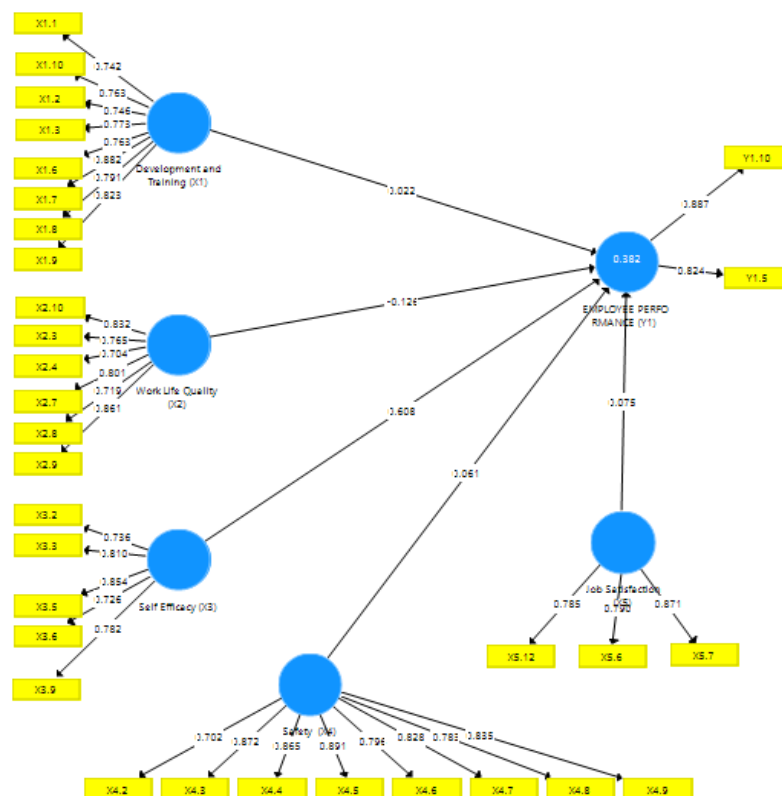 X1.1
X1.10
X1.2
X1.3
X1.6
X1.7
X1.8
X1.9
0.742
0.763
0.746
0.773
0.763
0.882
0.791
0.823
Development and
Training (X1)
0.022
X2.10
X2.3
X2.4
X2.7
X2.8
X2.9
0.832
0.765
0.704
0.801
0.719
0.861
Work Life Quality
(X2)
-0.126
X3.2
X3.3
X3.5
X3.6
X3.9
0.736
0.810
0.854
0.726
0.782
Self Efficacy (X3)
0.608
0.702
0.872
0.865
0.891
0.796
0.828
0.783
0.835
Safety (X4)
X4.2
X4.3
X4.4
X4.5
X4.6
X4.7
X4.8
X4.9
0.061
0.382
EMPLOYEE PERFO
RMANCE (Y1)
0.887
0.824
Y1.10
Y1.5
0.075
Job Satisfaction
(X5)
0.785
0.790
0.871
X5.12
X5.6
X5.7